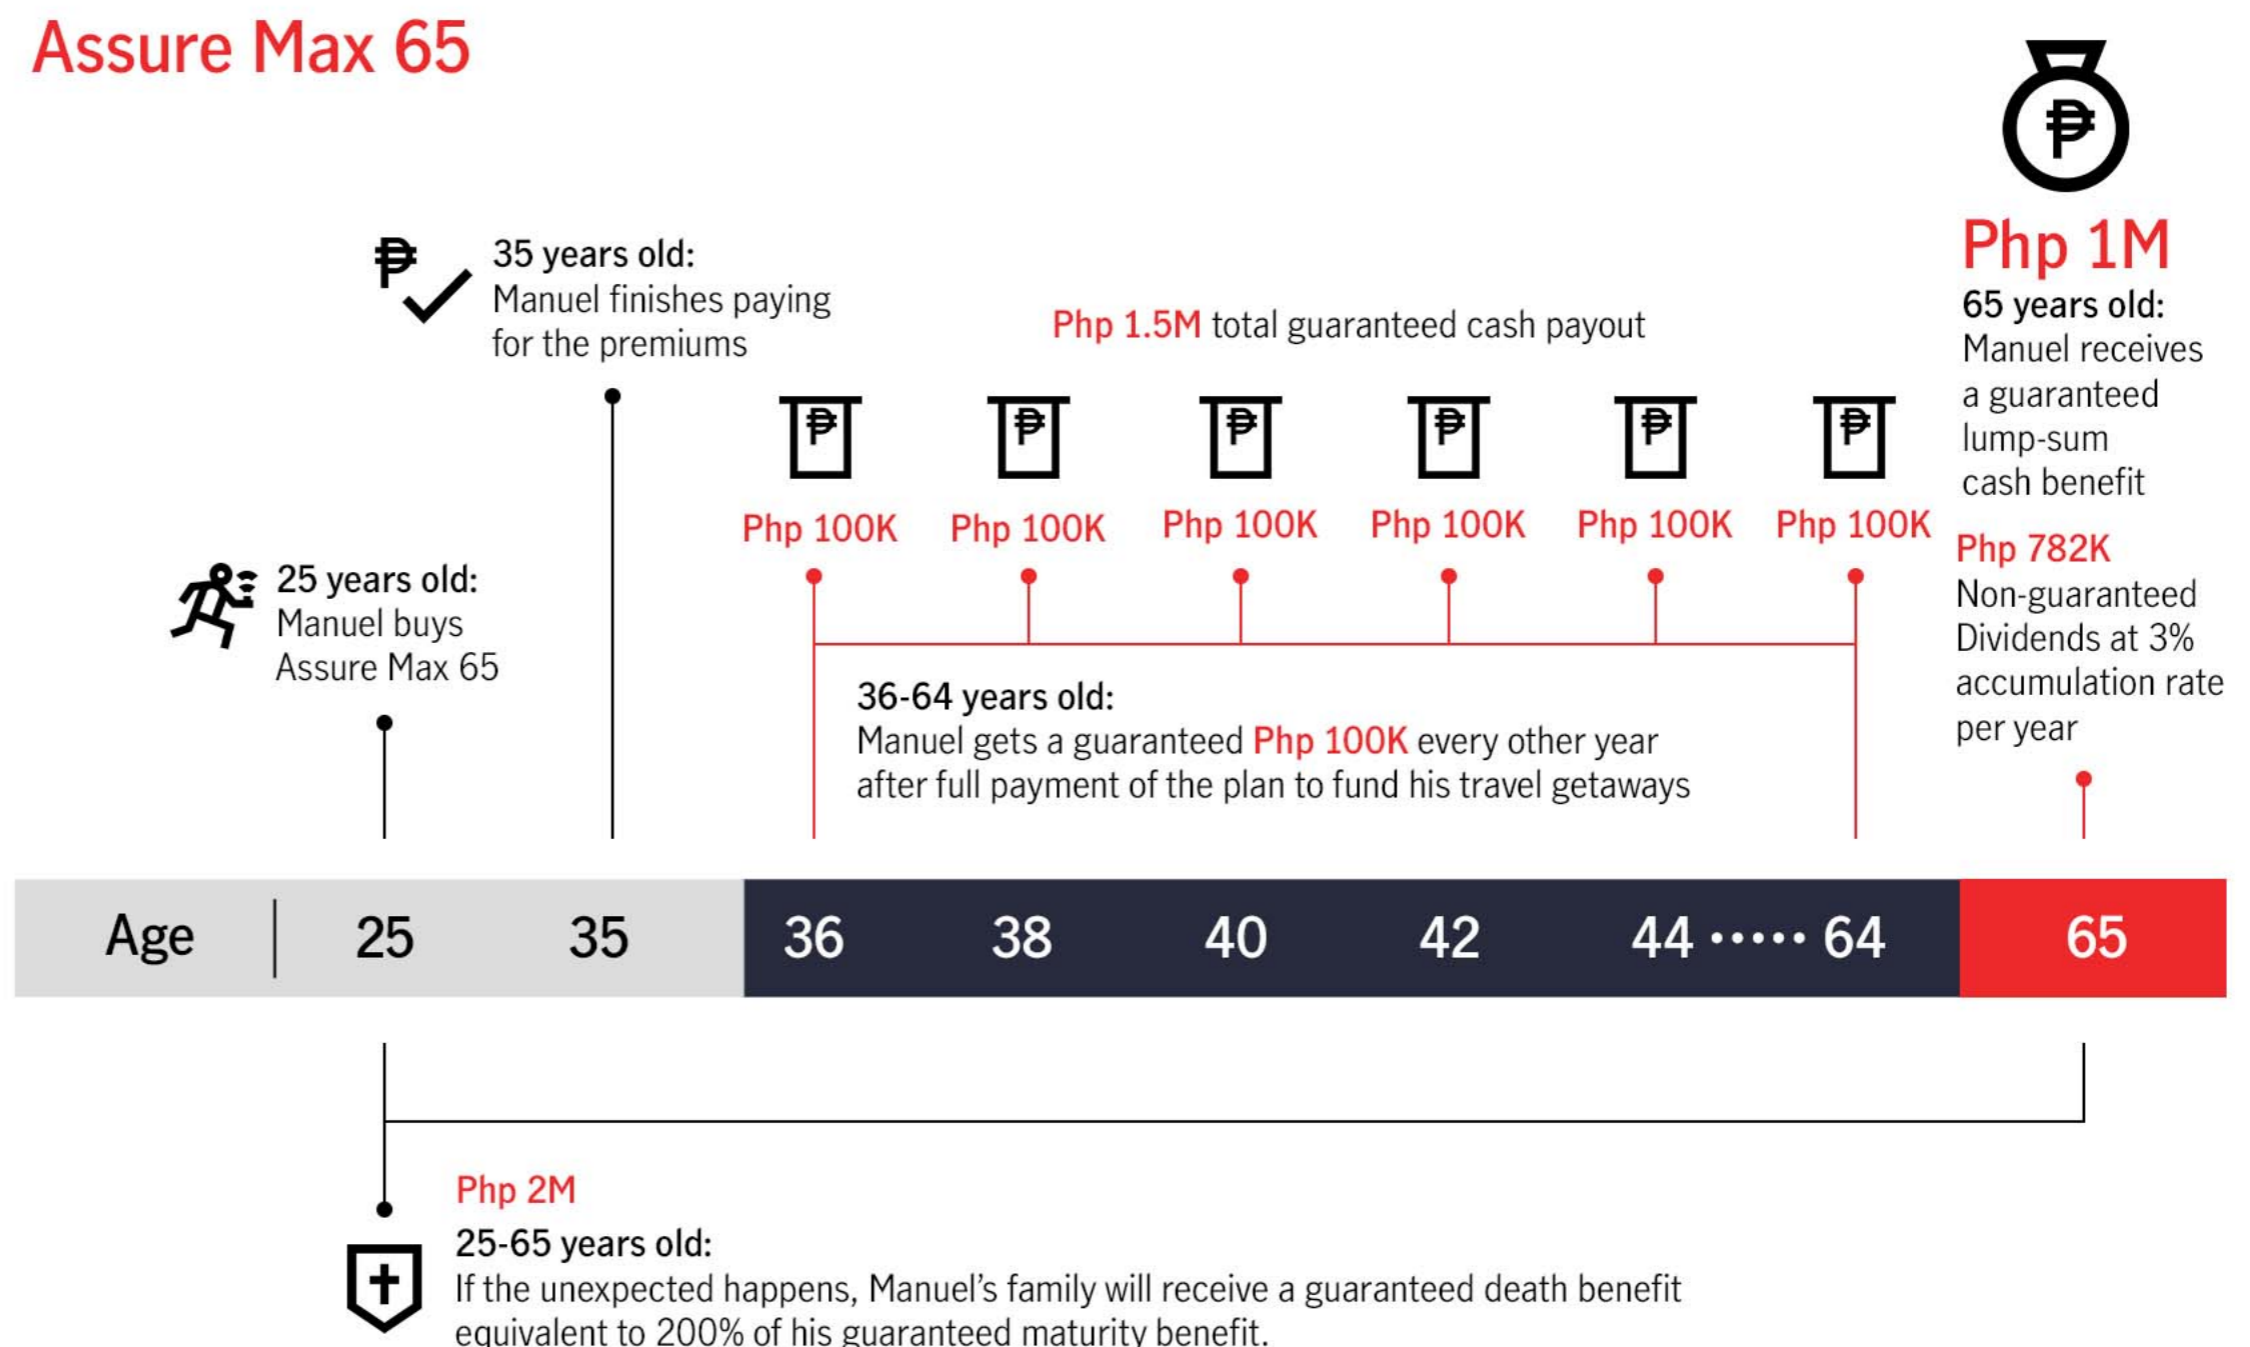 Assure Max 65
25 years old:
Manuel buys
Assure Max 65
35 years old:
Manuel finishes paying
for the premiums
Php 1.5M total guaranteed cash payout
₱ ₱ ₱ ₱ ₱ ₱
Php 100K Php 100K Php 100K Php 100K Php 100K Php 100K
36-64 years old:
Manuel gets a guaranteed Php 100K every other year
after full payment of the plan to fund his travel getaways
₱
Php 1M
65 years old:
Manuel receives
a guaranteed
lump-sum
cash benefit
Php 782K
Non-guaranteed
Dividends at 3%
accumulation rate
per year
Age | 25 35 36 38 40 42 44 ····· 64 65
Php 2M
25-65 years old:
If the unexpected happens, Manuel’s family will receive a guaranteed death benefit
equivalent to 200% of his guaranteed maturity benefit.